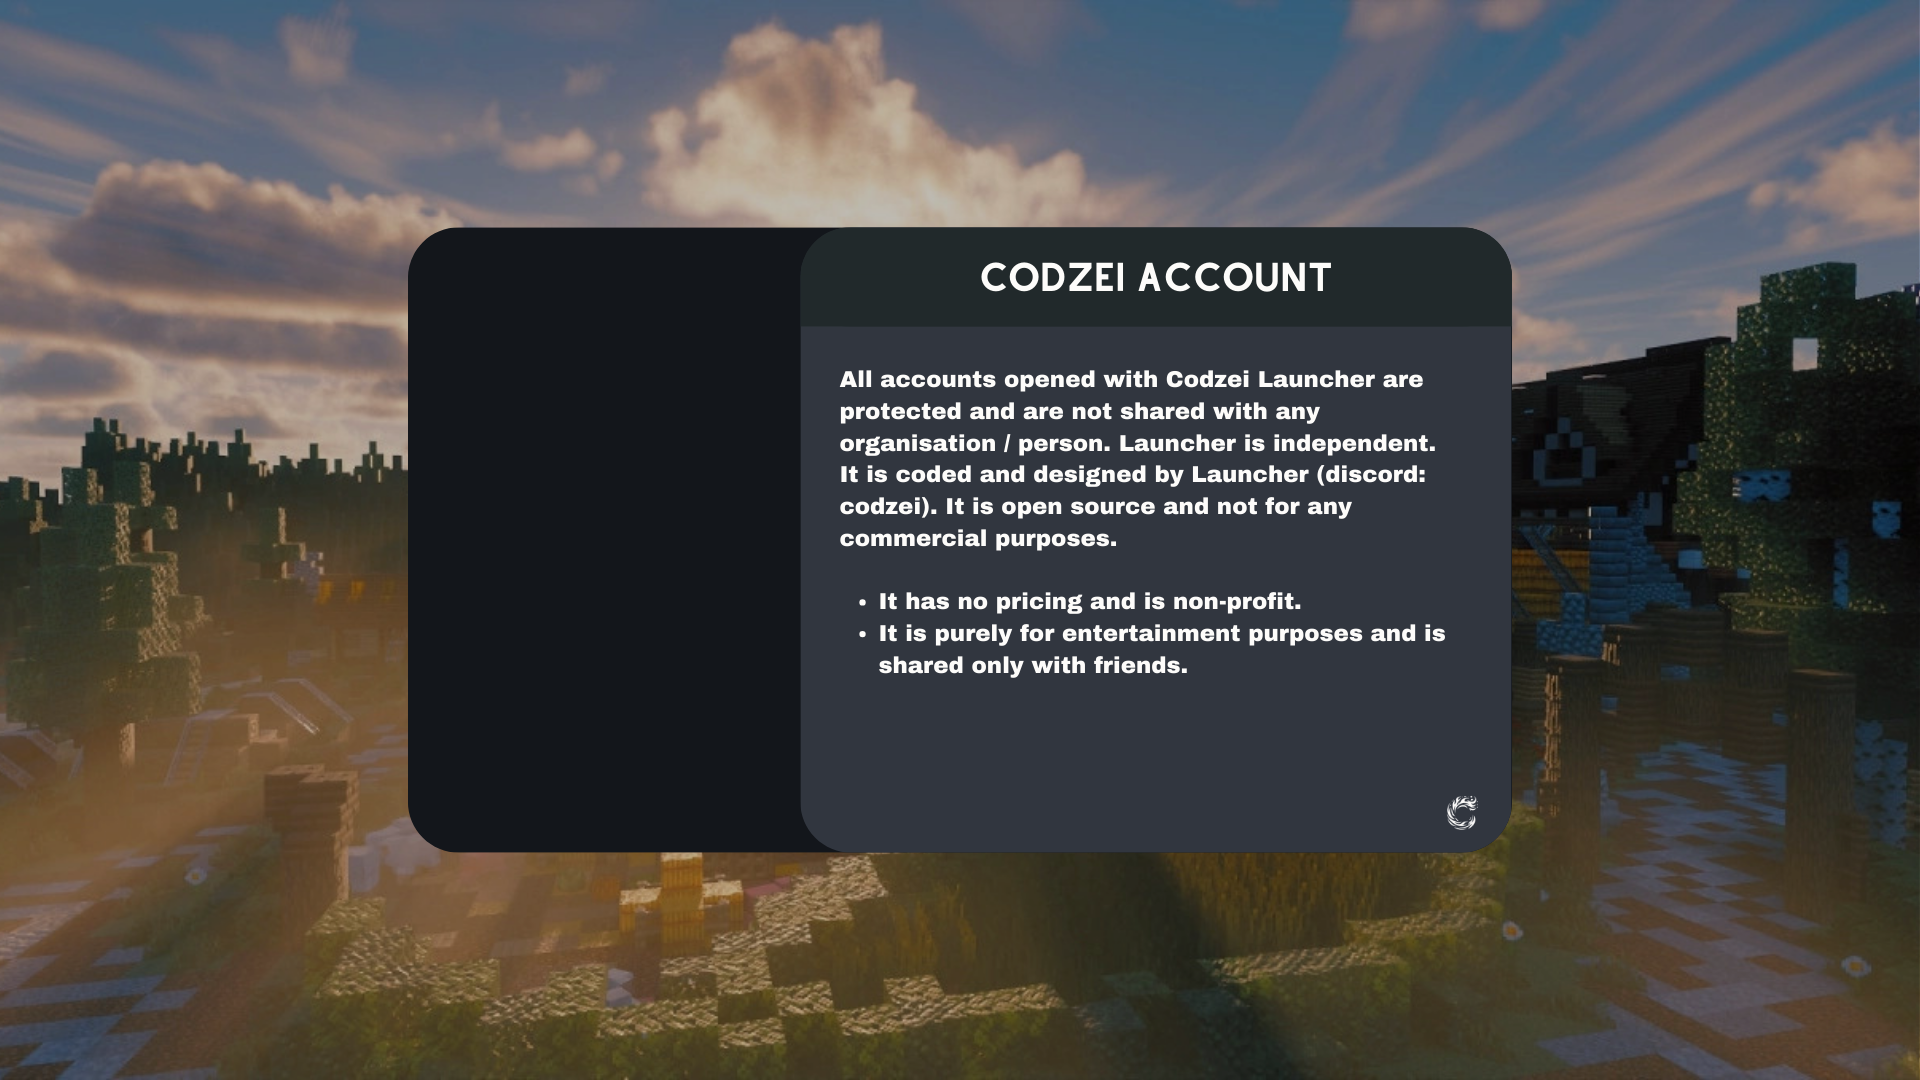 CODZEI ACCOUNT
All accounts opened with Codzei Launcher are
protected and are not shared with any
organisation / person. Launcher is independent.
It is coded and designed by Launcher (discord:
codzei). It is open source and not for any
commercial purposes.
• It has no pricing and is non-profit.
• It is purely for entertainment purposes and is
shared only with friends.